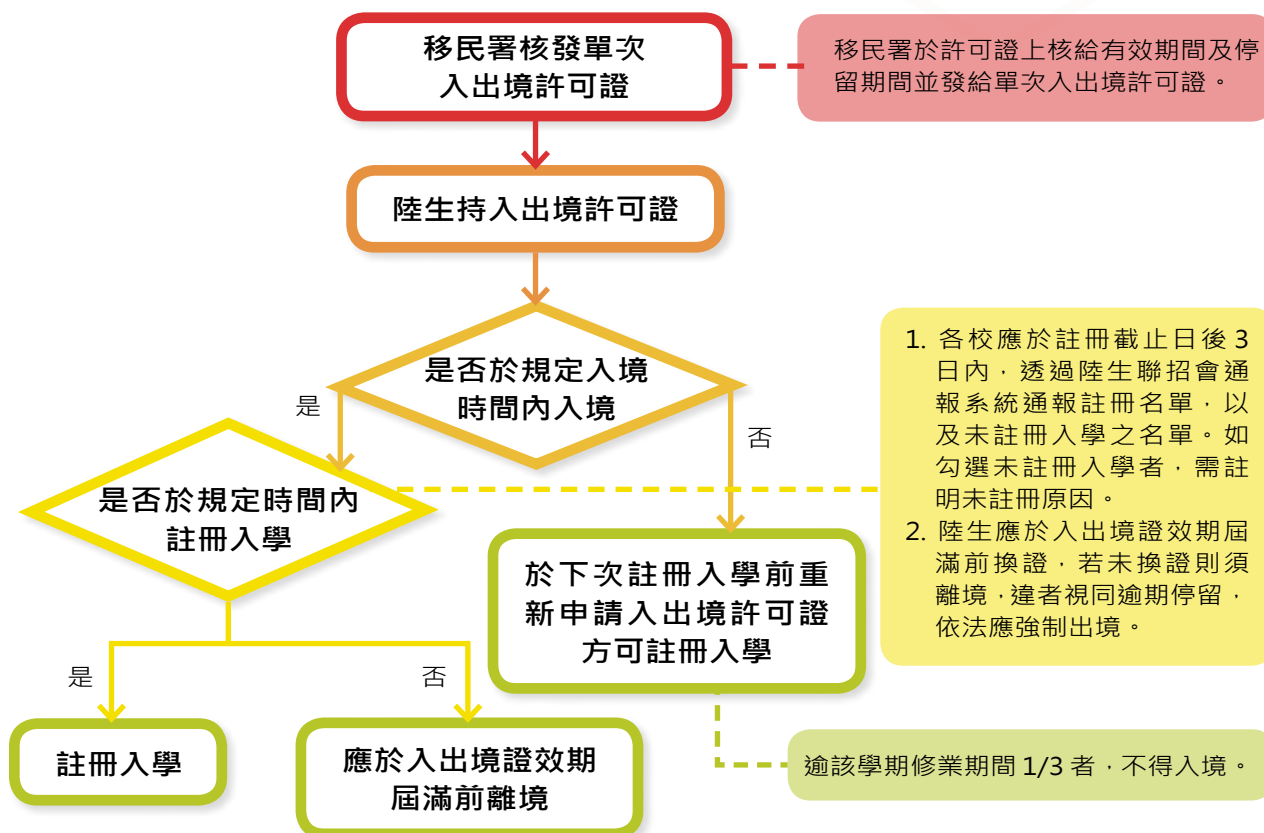 移民署核發單次
入出境許可證
移民署於許可證上核給有效期間及停
留期間並發給單次入出境許可證。
陸生持入出境許可證
是否於規定入境
時間內入境
是
否
是否於規定時間內
註冊入學
1. 各校應於註冊截止日後 3
日內，透過陸生聯招會通
報系統通報註冊名單，以
及未註冊入學之名單。如
勾選未註冊入學者，需註
明未註冊原因。
2. 陸生應於入出境證效期屆
滿前換證，若未換證則須
離境，違者視同逾期停留，
依法應強制出境。
於下次註冊入學前重
新申請入出境許可證
方可註冊入學
是
否
註冊入學
應於入出境證效期
屆滿前離境
逾該學期修業期間 1/3 者，不得入境。